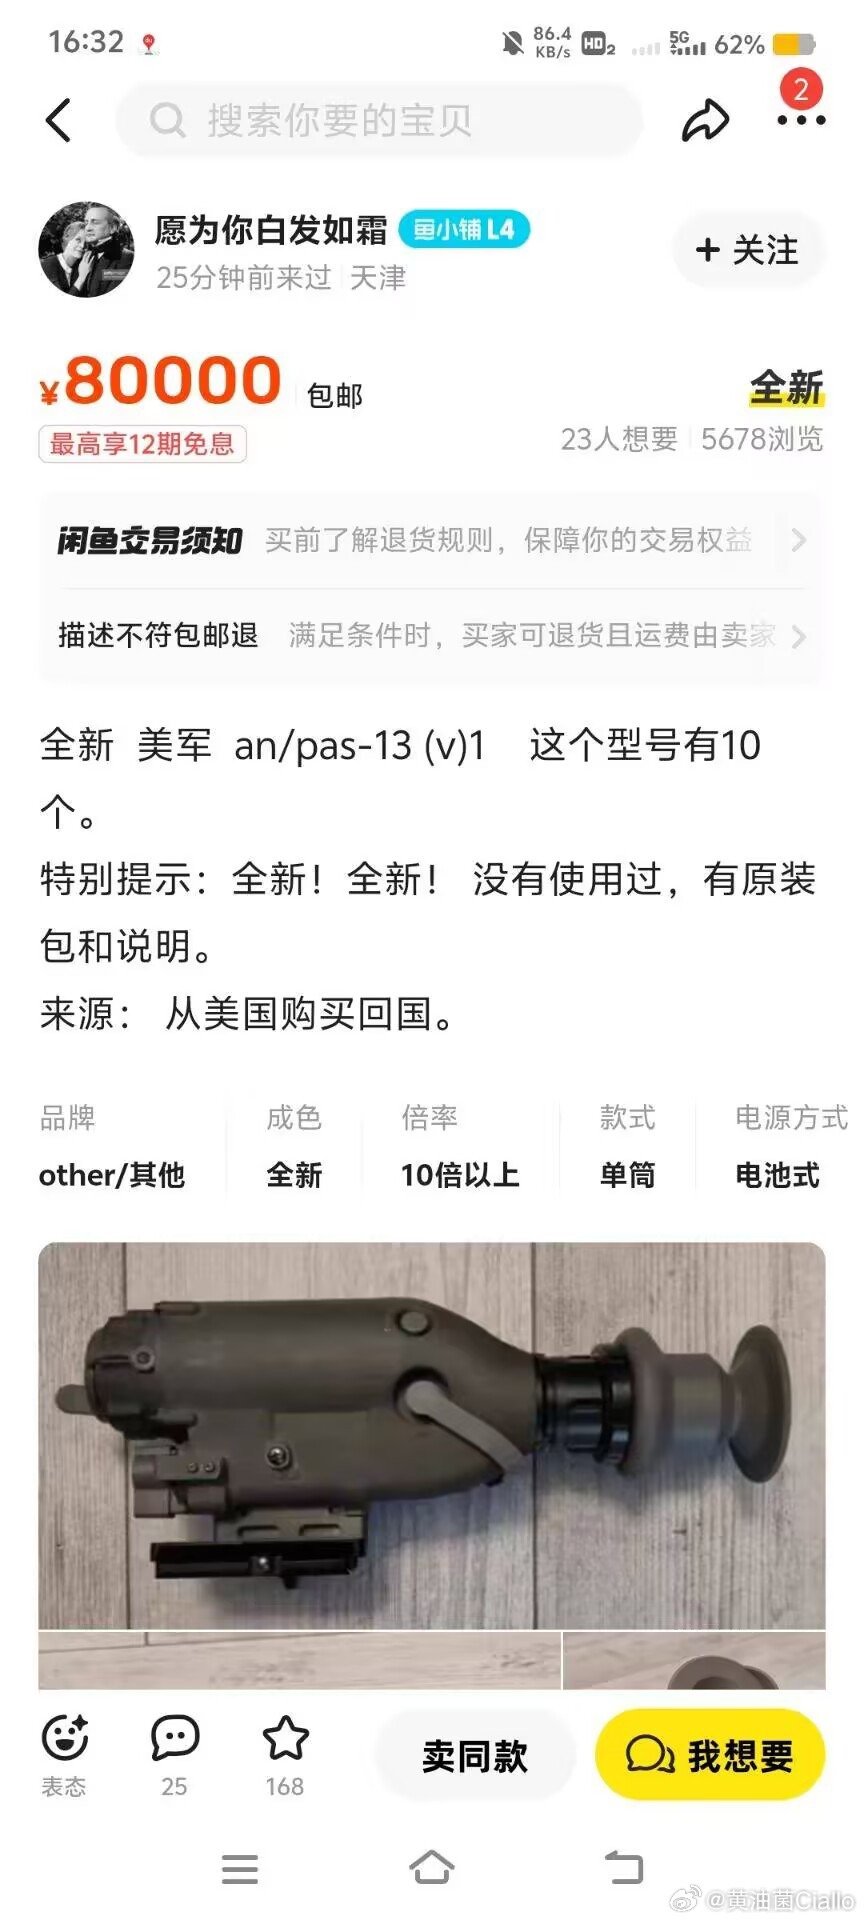 16:32
86.4 KB/s HD2 5G 62%
搜索你要的宝贝
2
愿为你白发如霜 鱼小铺 L4
25分钟前来过 天津
+ 关注
¥80000 包邮
全新
最高享12期免息
23人想要 5678浏览
闲鱼交易须知 买前了解退货规则，保障你的交易权益
描述不符包邮退 满足条件时，买家可退货且运费由卖家
全新 美军 an/pas-13 (v)1 这个型号有10
个。
特别提示：全新！全新！ 没有使用过，有原装
包和说明。
来源： 从美国购买回国。
品牌 成色 倍率 款式 电源方式
other/其他 全新 10倍以上 单筒 电池式
表态 25 168
卖同款
我想要
@黄油菌Ciallo